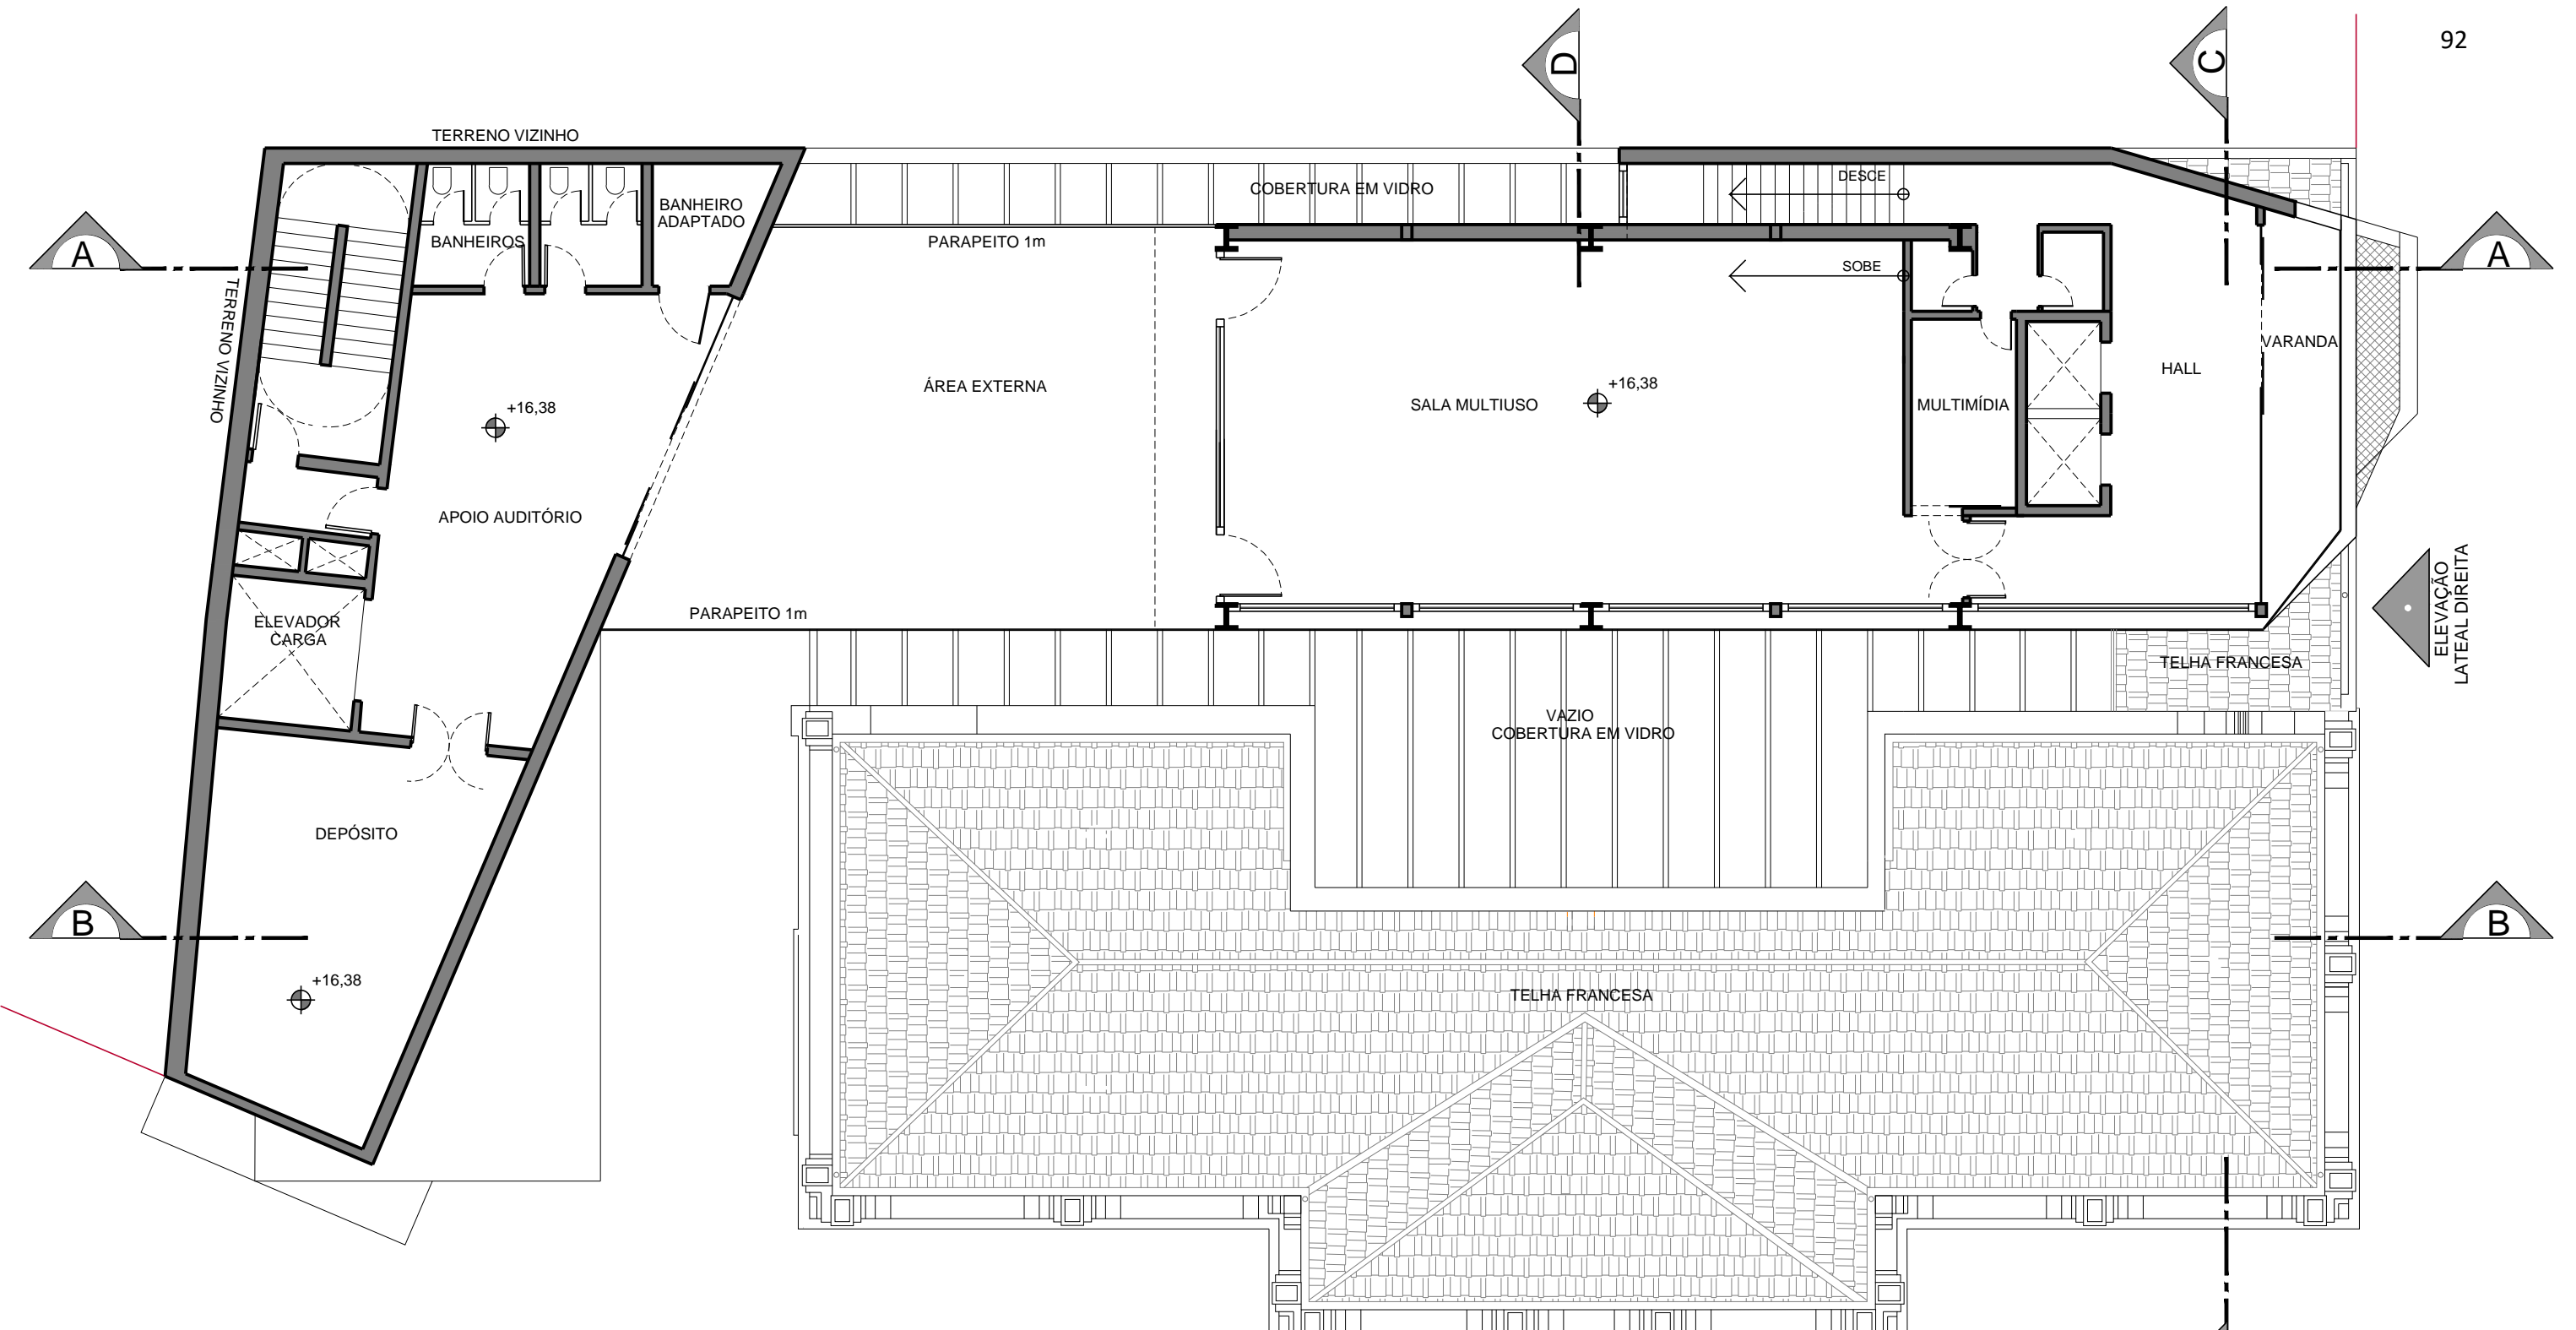 92
D
C
TERRENO VIZINHO
DESCE
COBERTURA EM VIDRO
BANHEIRO
ADAPTADO
BANHEIROS
PARAPEITO 1m
A
A
SOBE
TERRENO VIZINHO
VARANDA
HALL
ÁREA EXTERNA
+16,38
SALA MULTIUSO
MULTIMÍDIA
+16,38
APOIO AUDITÓRIO
ELEVAÇÃO
LATEAL DIREITA
PARAPEITO 1m
ELEVADOR
CARGA
TELHA FRANCESA
VAZIO
COBERTURA EM VIDRO
DEPÓSITO
B
B
+16,38
TELHA FRANCESA